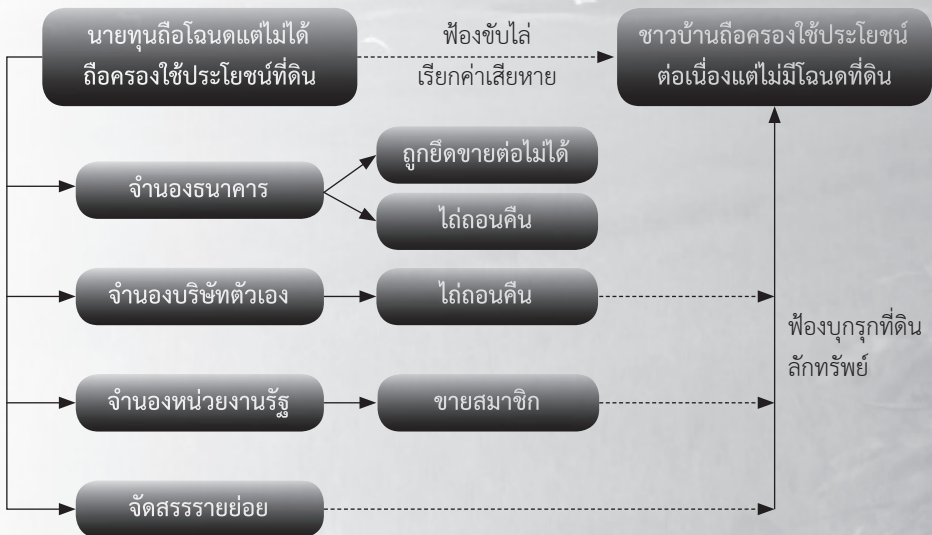 นายทุนถือโฉนดแต่ไม่ได้
ถือครองใช้ประโยชน์ที่ดิน
ฟ้องขับไล่
เรียกค่าเสียหาย
ชาวบ้านถือครองใช้ประโยชน์
ต่อเนื่องแต่ไม่มีโฉนดที่ดิน
จำนองธนาคาร
ถูกยึดขายต่อไม่ได้
ไถ่ถอนคืน
จำนองบริษัทตัวเอง
ไถ่ถอนคืน
ฟ้องบุกรุกที่ดิน
ลักทรัพย์
จำนองหน่วยงานรัฐ
ขายสมาชิก
จัดสรรรายย่อย